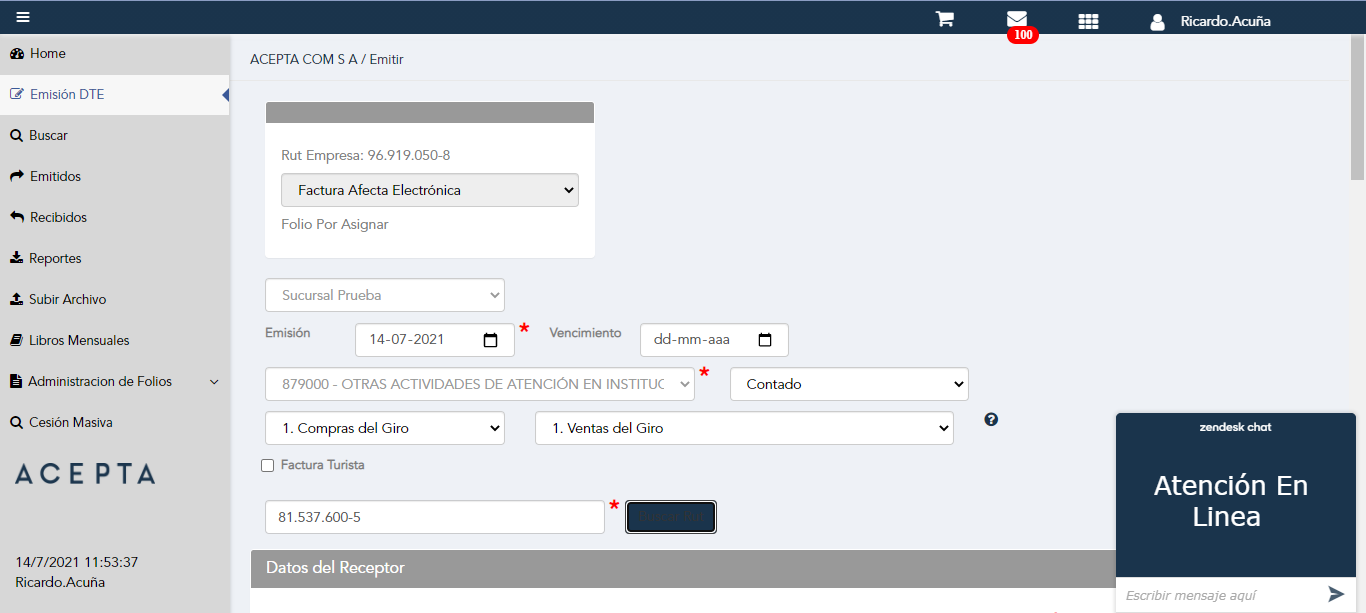 Ricardo.Acuña
100
Home
ACEPTA COM S A / Emitir
Emisión DTE
Buscar
Emitidos
Recibidos
Reportes
Subir Archivo
Libros Mensuales
Administracion de Folios
Cesión Masiva
ACEPTA
14/7/2021 11:53:37
Ricardo.Acuña
Rut Empresa: 96.919.050-8
Factura Afecta Electrónica
Folio Por Asignar
Sucursal Prueba
Emisión 14-07-2021 * Vencimiento dd-mm-aaa
879000 - OTRAS ACTIVIDADES DE ATENCIÓN EN INSTITUC * Contado
1. Compras del Giro 1. Ventas del Giro ?
Factura Turista
81.537.600-5 *
Datos del Receptor
zendesk chat
Atención En
Linea
Escribir mensaje aquí